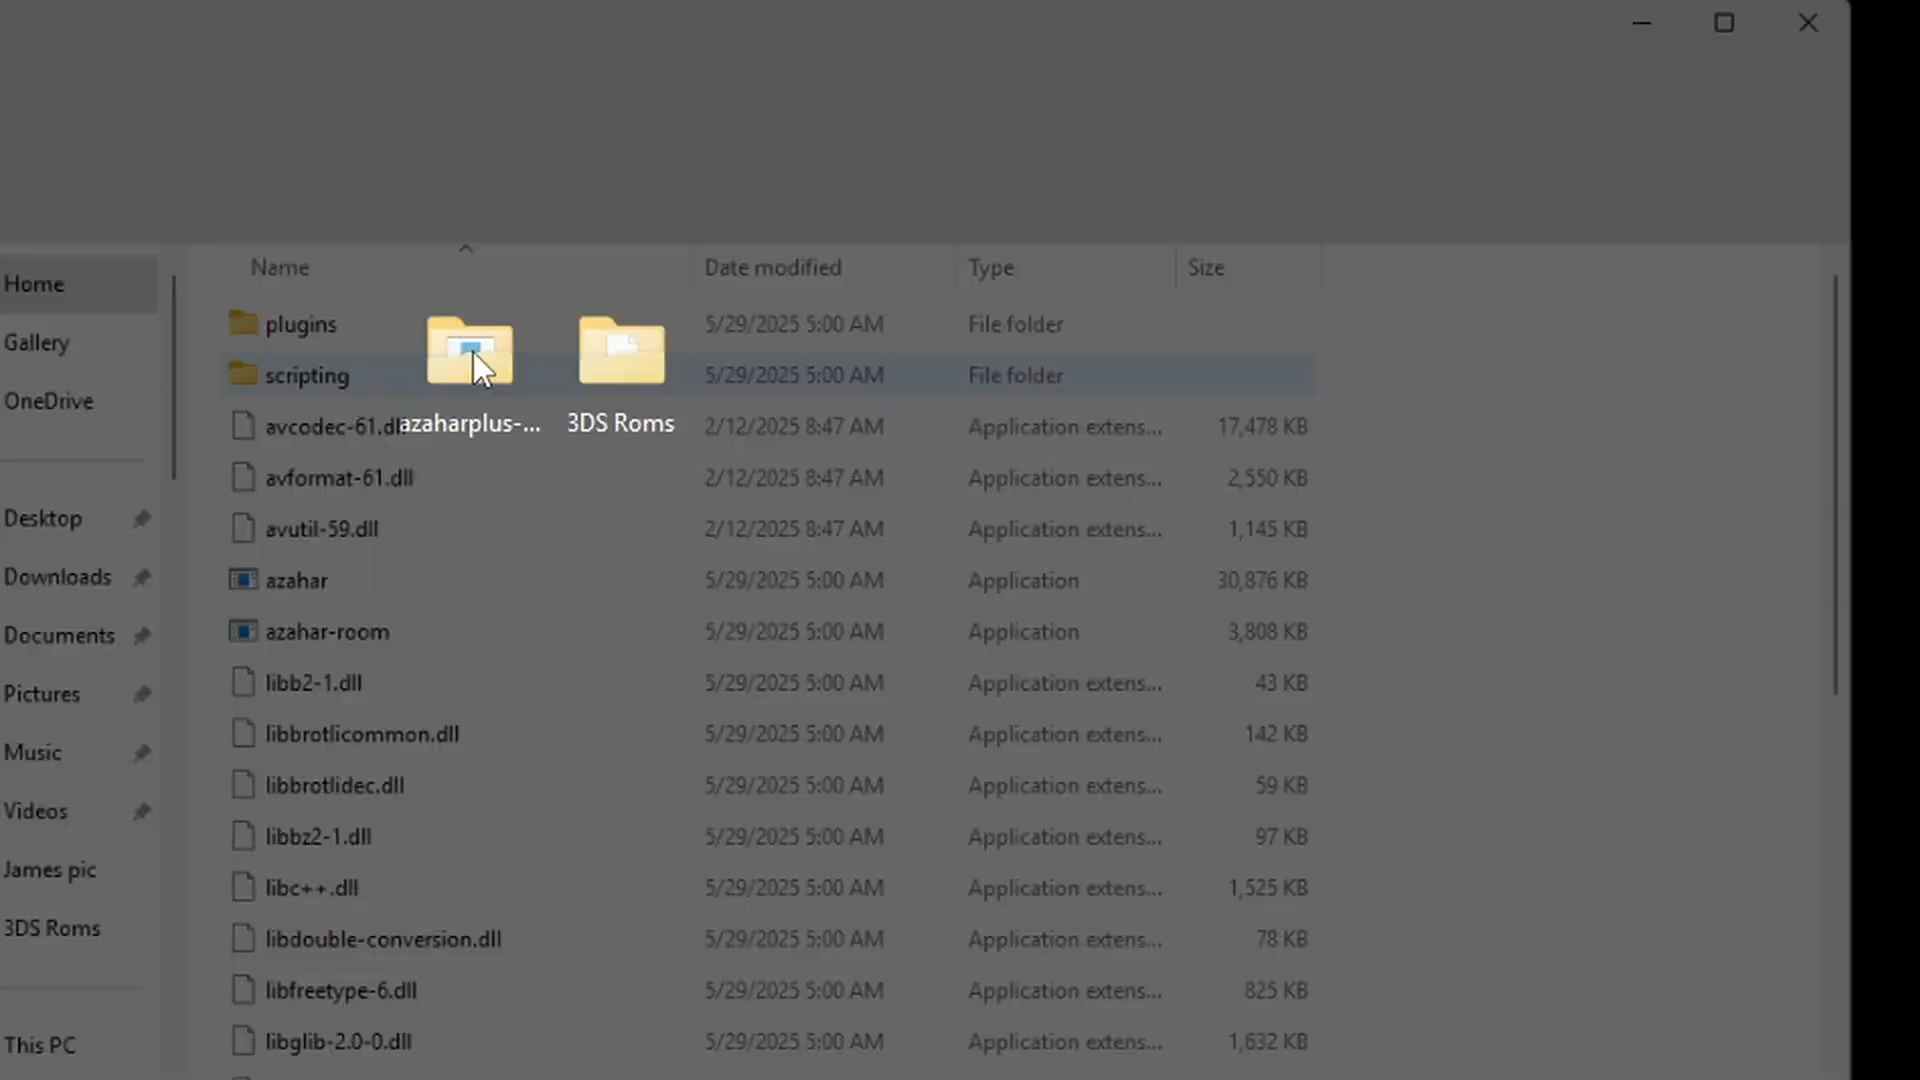 Name Date modified Type Size
Home
Gallery
OneDrive
Desktop
Downloads
Documents
Pictures
Music
Videos
James pic
3DS Roms
This PC
plugins 5/29/2025 5:00 AM File folder
scripting 5/29/2025 5:00 AM File folder
azaharplus-... 3DS Roms
avcodec-61.dll 2/12/2025 8:47 AM Application extens... 17,478 KB
avformat-61.dll 2/12/2025 8:47 AM Application extens... 2,550 KB
avutil-59.dll 2/12/2025 8:47 AM Application extens... 1,145 KB
azahar 5/29/2025 5:00 AM Application 30,876 KB
azahar-room 5/29/2025 5:00 AM Application 3,808 KB
libb2-1.dll 5/29/2025 5:00 AM Application extens... 43 KB
libbrotlicommon.dll 5/29/2025 5:00 AM Application extens... 142 KB
libbrotlidec.dll 5/29/2025 5:00 AM Application extens... 59 KB
libbz2-1.dll 5/29/2025 5:00 AM Application extens... 97 KB
libc++.dll 5/29/2025 5:00 AM Application extens... 1,525 KB
libdouble-conversion.dll 5/29/2025 5:00 AM Application extens... 78 KB
libfreetype-6.dll 5/29/2025 5:00 AM Application extens... 825 KB
libglib-2.0-0.dll 5/29/2025 5:00 AM Application extens... 1,632 KB